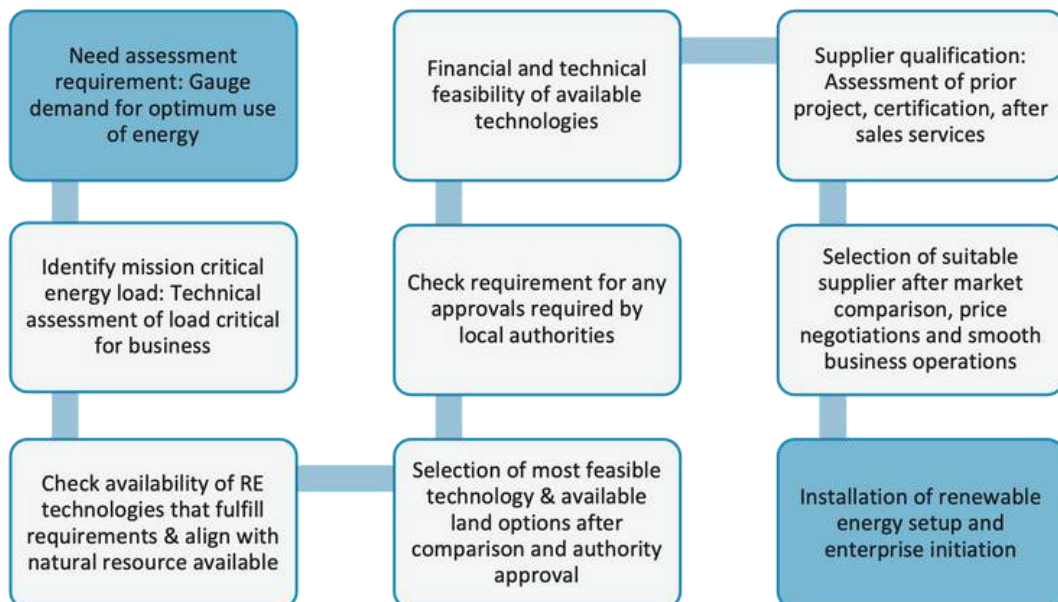 Need assessment
requirement: Gauge
demand for optimum use
of energy
Identify mission critical
energy load: Technical
assessment of load critical
for business
Check availability of RE
technologies that fulfill
requirements & align with
natural resource available
Selection of most feasible
technology & available
land options after
comparison and authority
approval
Check requirement for any
approvals required by
local authorities
Financial and technical
feasibility of available
technologies
Supplier qualification:
Assessment of prior
project, certification, after
sales services
Selection of suitable
supplier after market
comparison, price
negotiations and smooth
business operations
Installation of renewable
energy setup and
enterprise initiation